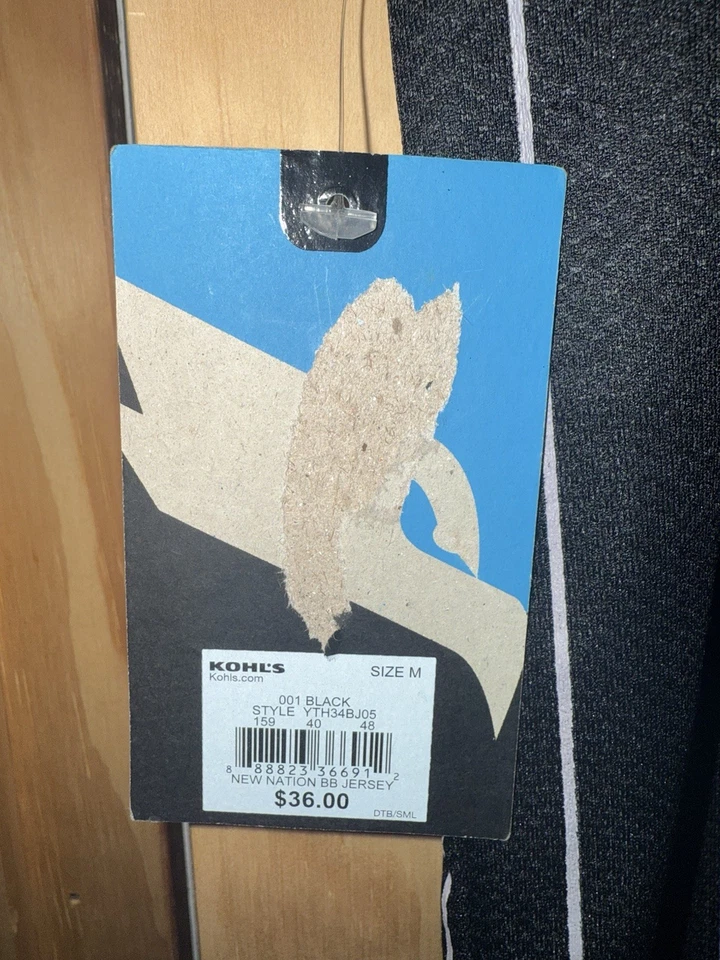 KOHL'S SIZE M
Kohls.com
001 BLACK
STYLE YTH34BJ05
159 40 48
8 88823 36691 2
NEW NATION BB JERSEY
$36.00
DTB/SML